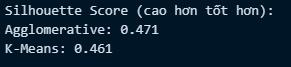 Silhouette Score (cao hơn tốt hơn):
Agglomerative: 0.471
K-Means: 0.461